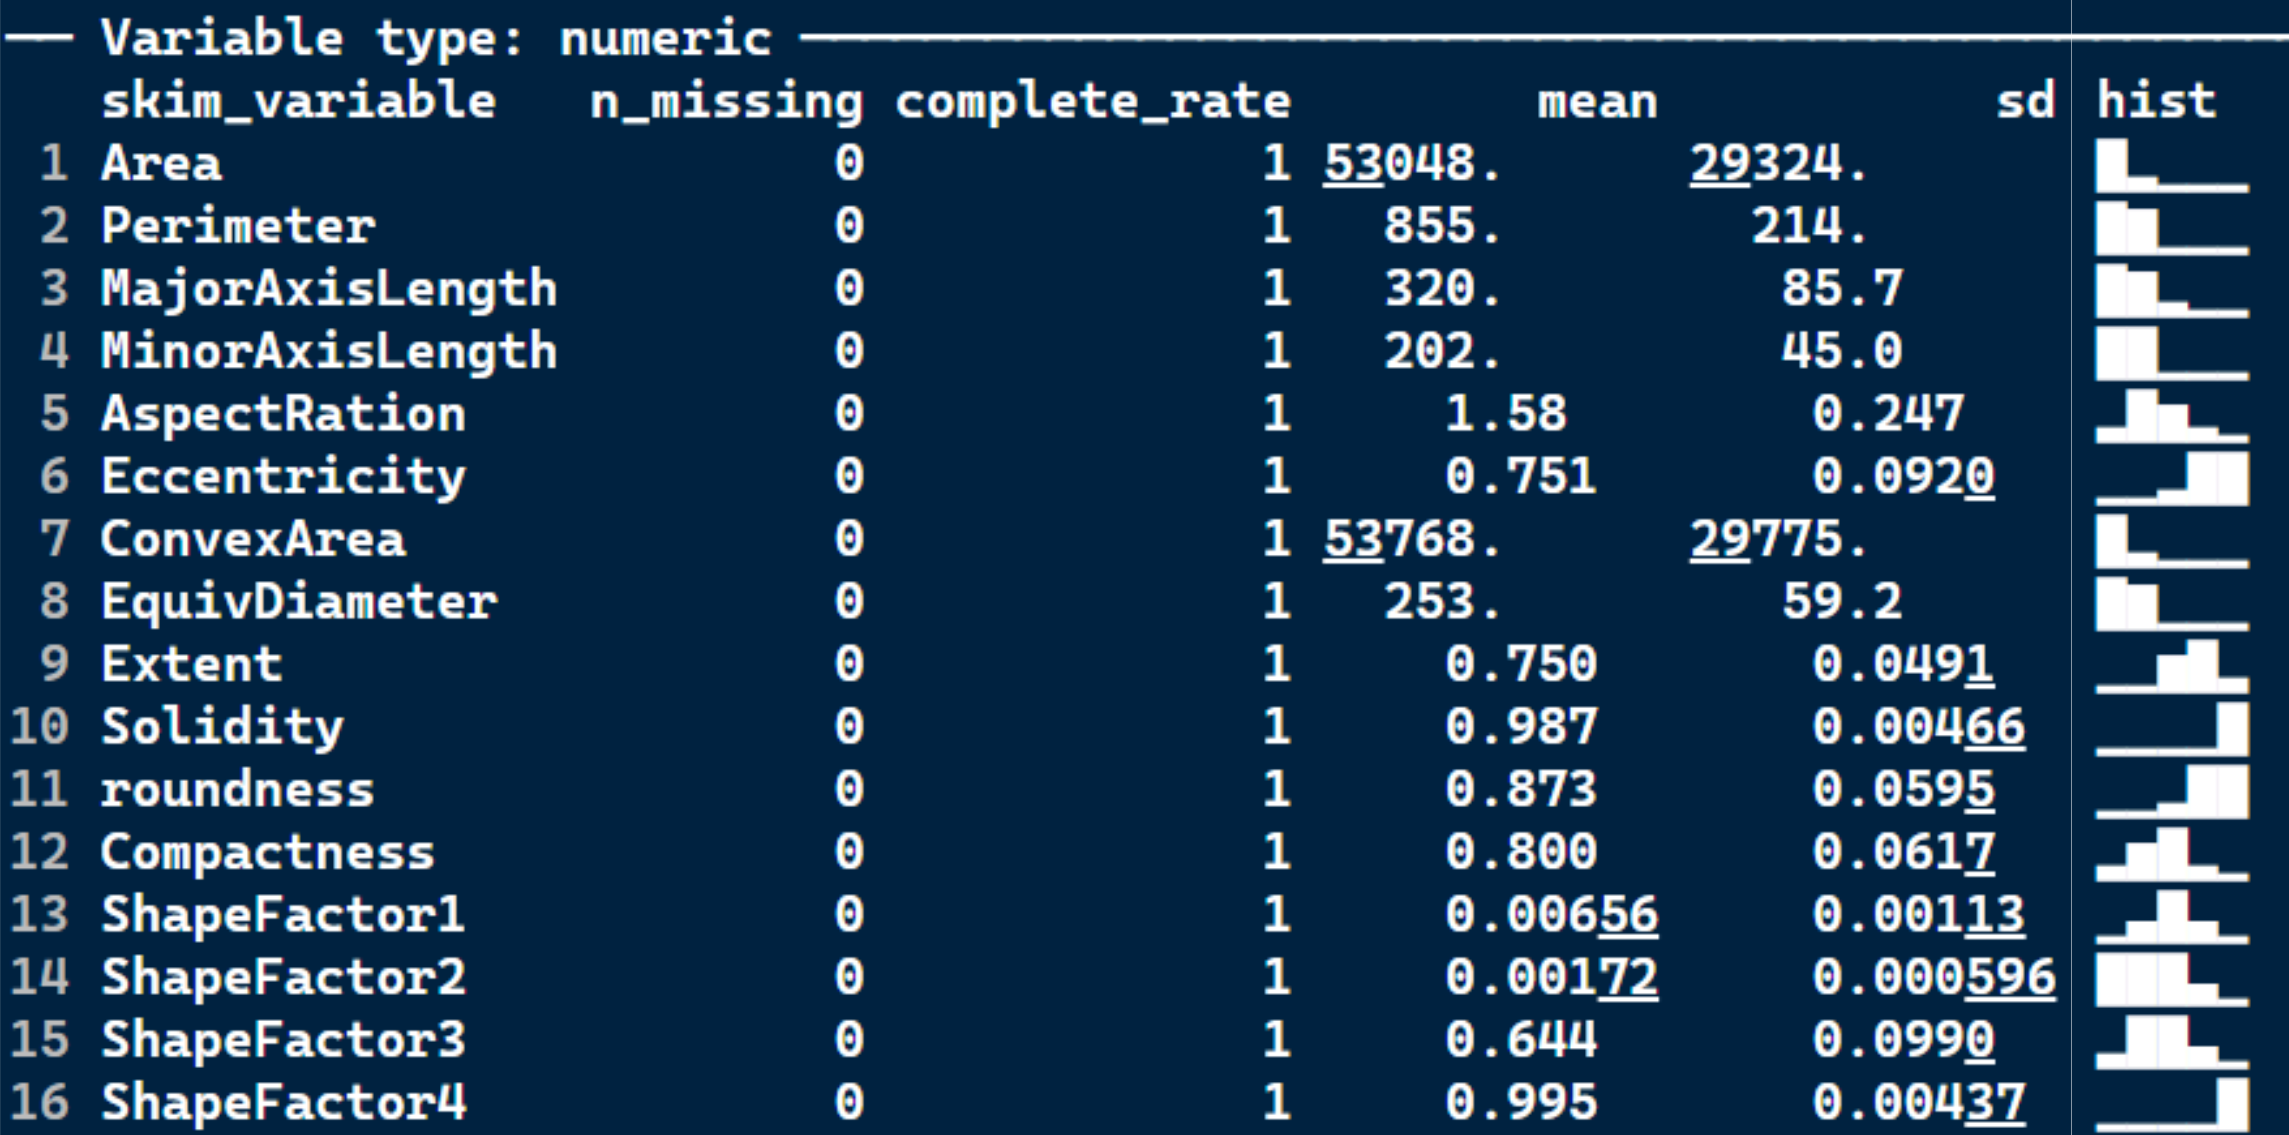 ── Variable type: numeric ──────────────────────────
skim_variable n_missing complete_rate mean sd hist
1 Area 0 1 53048. 29324. ▇▂▁▁▁
2 Perimeter 0 1 855. 214. ▇▆▁▁▁
3 MajorAxisLength 0 1 320. 85.7 ▇▆▂▁▁
4 MinorAxisLength 0 1 202. 45.0 ▇▇▁▁▁
5 AspectRation 0 1 1.58 0.247 ▂▇▅▂▁
6 Eccentricity 0 1 0.751 0.0920 ▁▁▂▇▇
7 ConvexArea 0 1 53768. 29775. ▇▂▁▁▁
8 EquivDiameter 0 1 253. 59.2 ▇▆▁▁▁
9 Extent 0 1 0.750 0.0491 ▁▁▅▇▂
10 Solidity 0 1 0.987 0.00466 ▁▁▁▁▇
11 roundness 0 1 0.873 0.0595 ▁▁▂▇▇
12 Compactness 0 1 0.800 0.0617 ▂▅▇▂▁
13 ShapeFactor1 0 1 0.00656 0.00113 ▁▃▇▃▁
14 ShapeFactor2 0 1 0.00172 0.000596 ▇▇▇▃▁
15 ShapeFactor3 0 1 0.644 0.0990 ▂▇▇▃▁
16 ShapeFactor4 0 1 0.995 0.00437 ▁▁▁▁▇